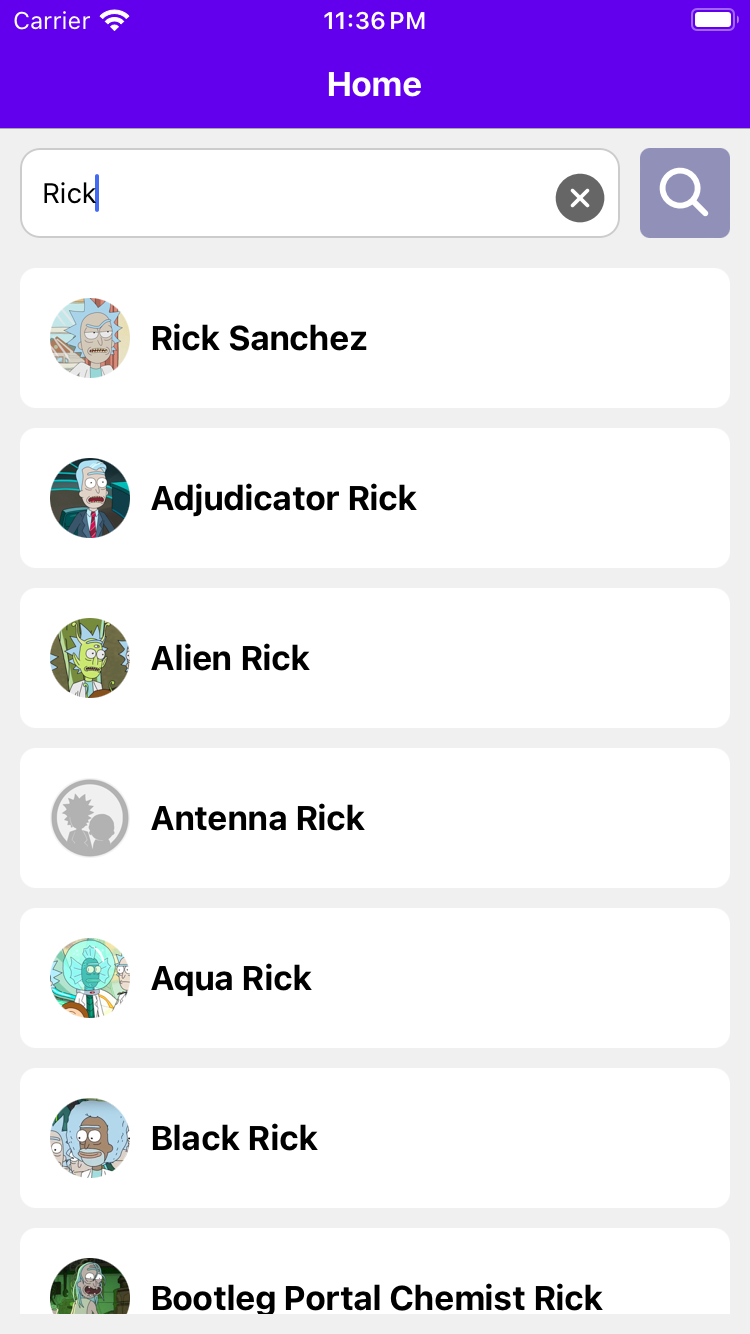 Carrier 11:36 PM
Home
Rick
Rick Sanchez
Adjudicator Rick
Alien Rick
Antenna Rick
Aqua Rick
Black Rick
Bootleg Portal Chemist Rick